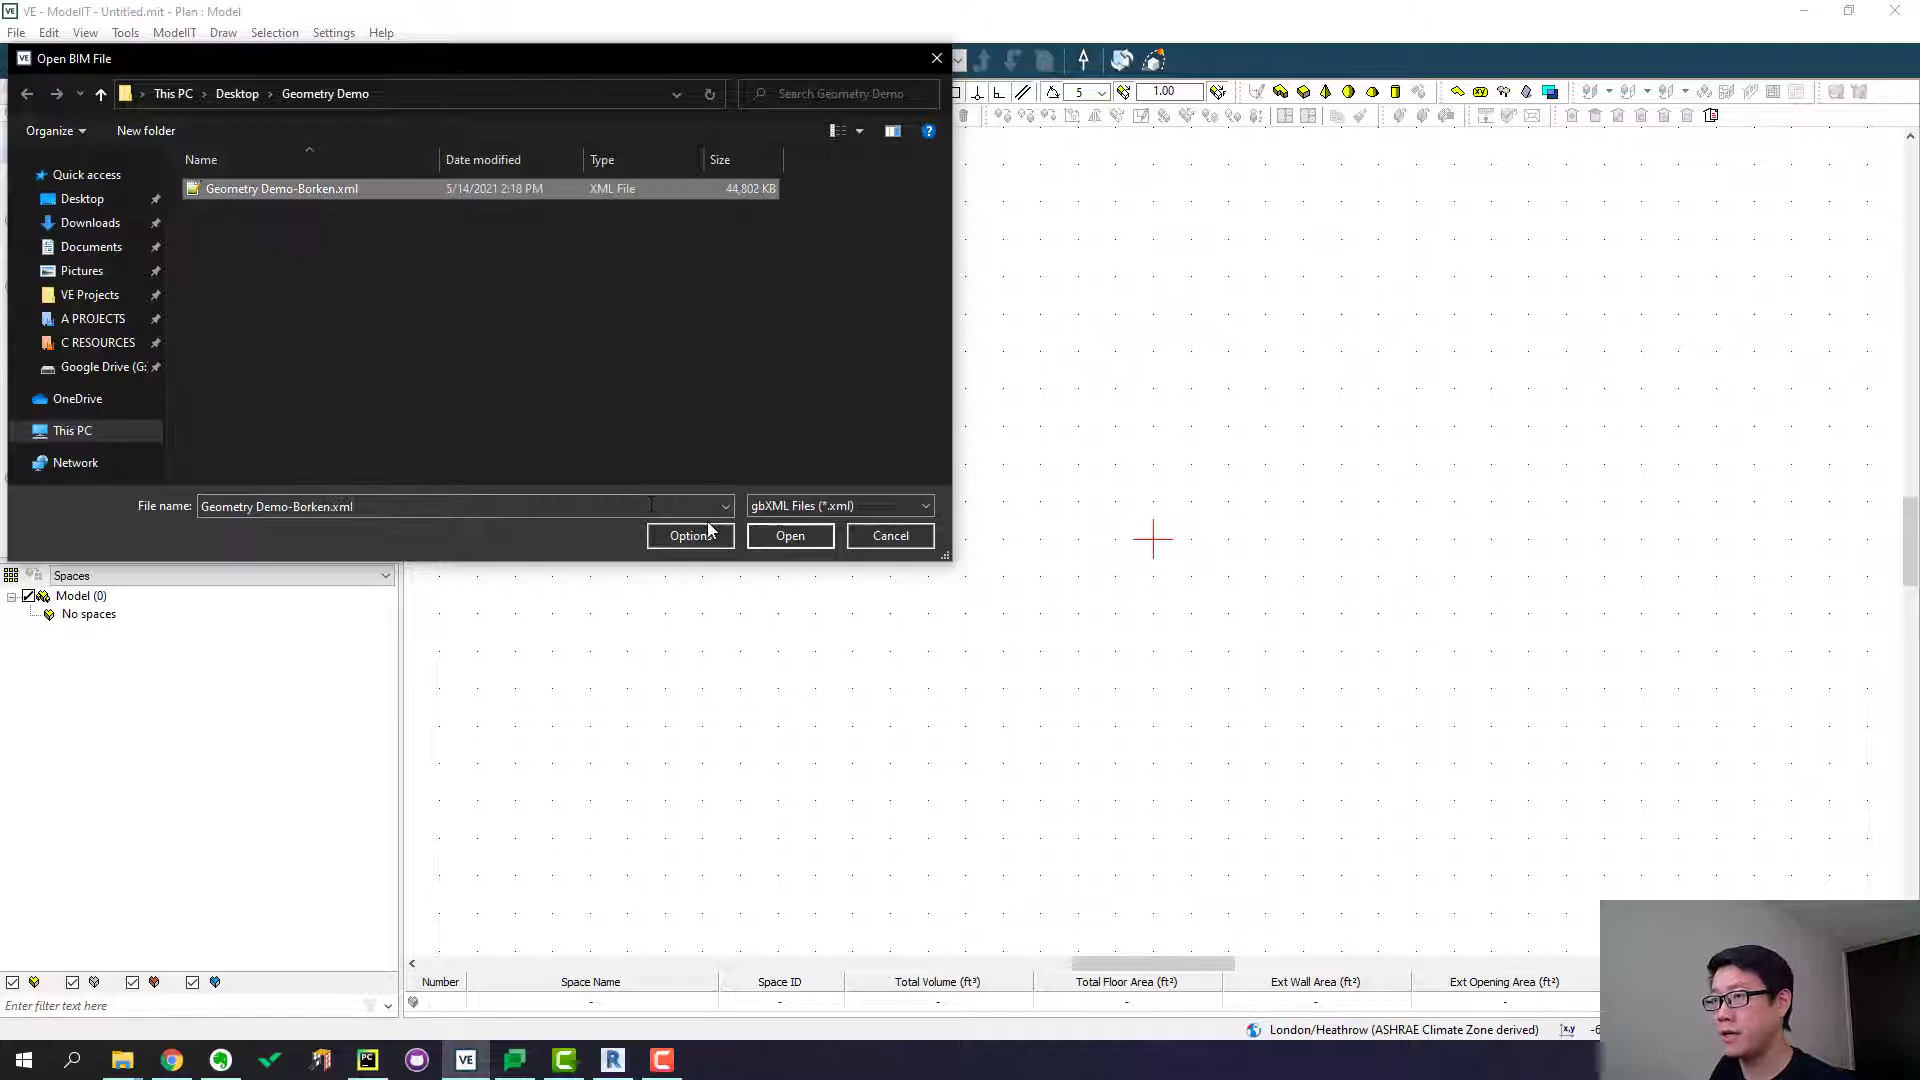 VE - ModelIT - Untitled.mit - Plan : Model
File Edit View Tools ModelIT Draw Selection Settings Help
VE Open BIM File
This PC > Desktop > Geometry Demo
Search Geometry Demo
5
1.00
Organize
New folder
Name Date modified Type Size
Geometry Demo-Borken.xml 5/14/2021 2:18 PM XML File 44,802 KB
Quick access
Desktop
Downloads
Documents
Pictures
VE Projects
A PROJECTS
C RESOURCES
Google Drive (G:
OneDrive
This PC
Network
File name: Geometry Demo-Borken.xml
gbXML Files (*.xml)
Options Open Cancel
Spaces
Model (0)
No spaces
Number Space Name Space ID Total Volume (ft³) Total Floor Area (ft²) Ext Wall Area (ft²) Ext Opening Area (ft²)
- - - - - -
Enter filter text here
London/Heathrow (ASHRAE Climate Zone derived)
x,y
VE
PC
R